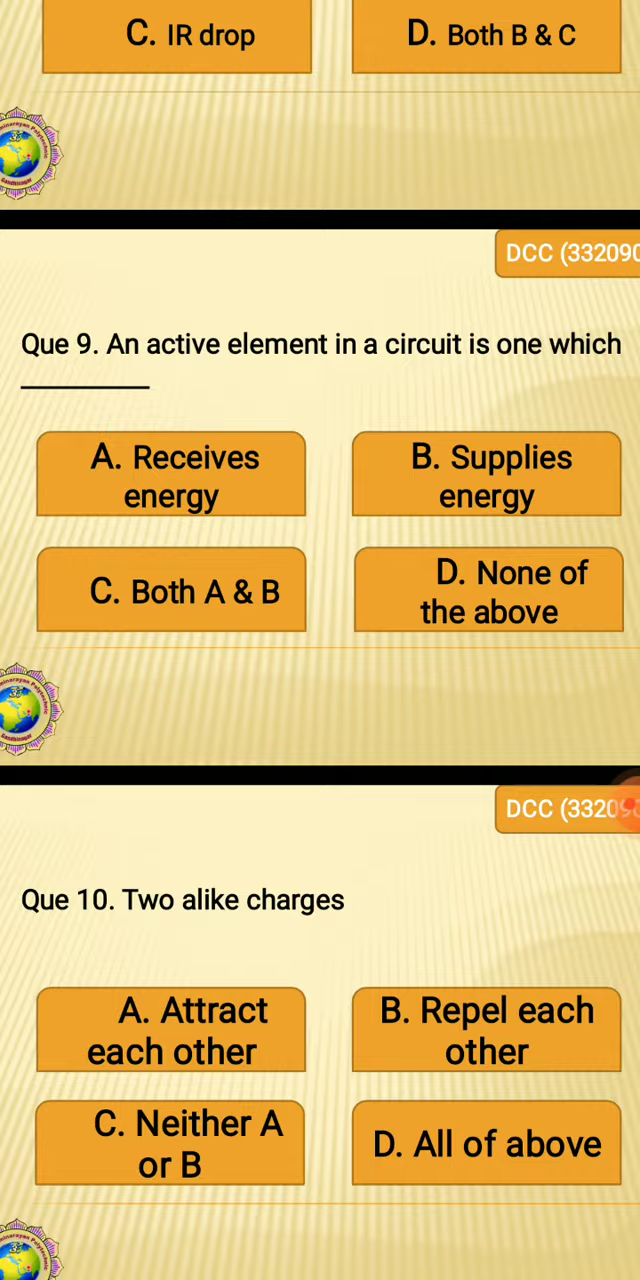 C. IR drop
D. Both B & C
DCC (332090
Que 9. An active element in a circuit is one which
__________
A. Receives
energy
B. Supplies
energy
C. Both A & B
D. None of
the above
DCC (33209
Que 10. Two alike charges
A. Attract
each other
B. Repel each
other
C. Neither A
or B
D. All of above